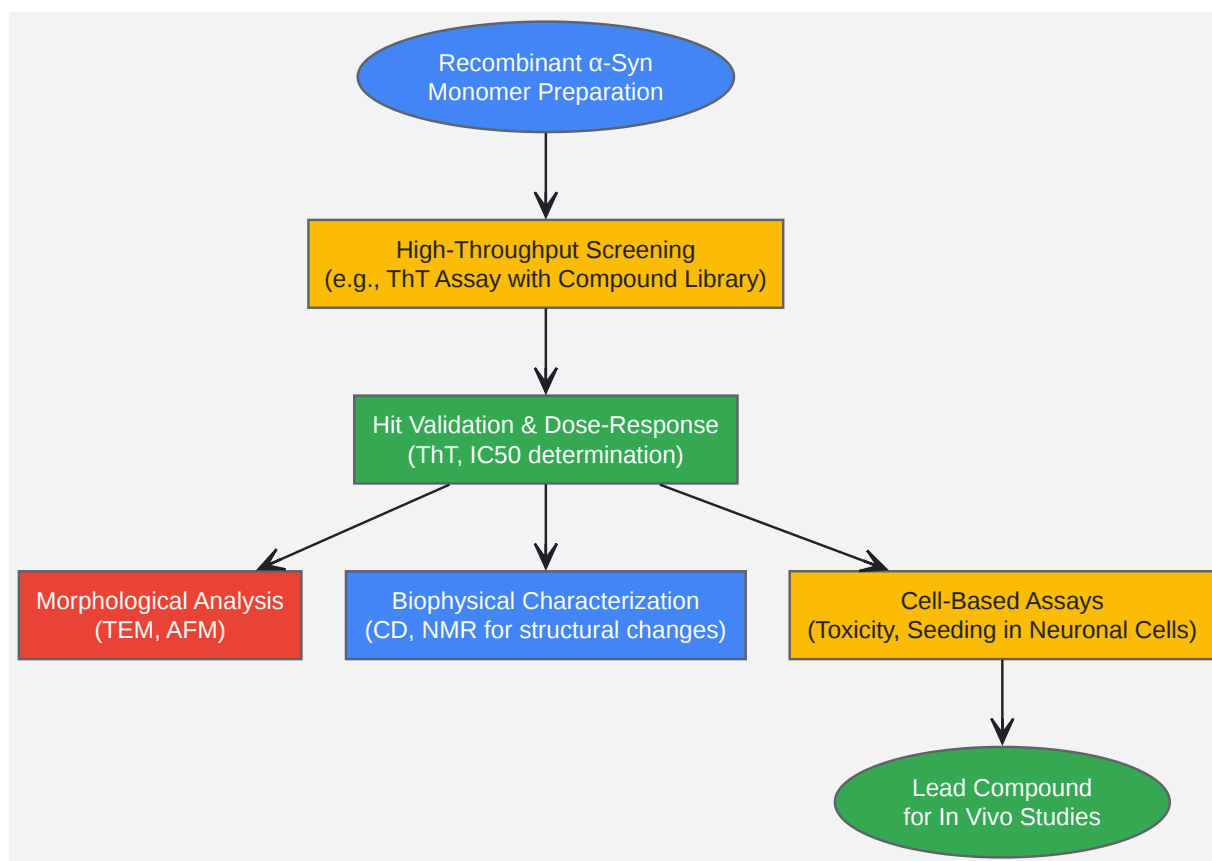 Recombinant α-Syn
Monomer Preparation
High-Throughput Screening
(e.g., ThT Assay with Compound Library)
Hit Validation & Dose-Response
(ThT, IC50 determination)
Morphological Analysis
(TEM, AFM)
Biophysical Characterization
(CD, NMR for structural changes)
Cell-Based Assays
(Toxicity, Seeding in Neuronal Cells)
Lead Compound
for In Vivo Studies